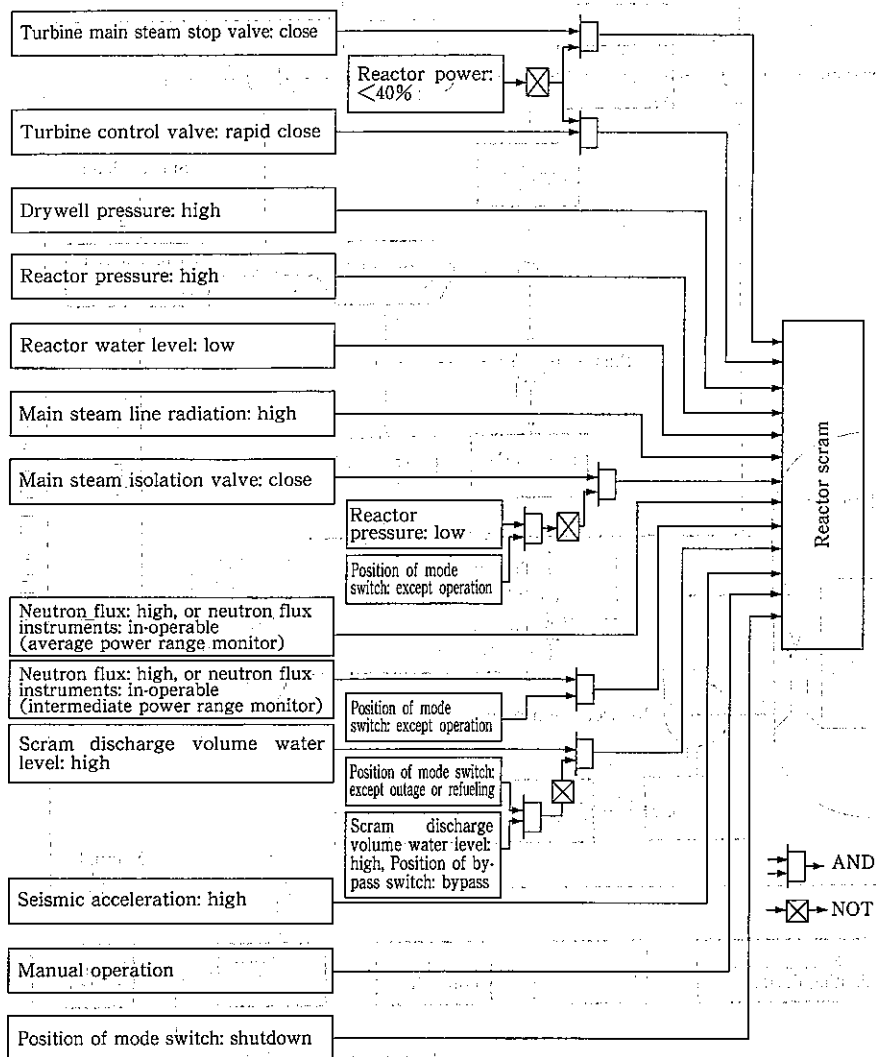 Turbine main steam stop valve: close
Reactor power:
<40%
Turbine control valve: rapid close
Drywell pressure: high
Reactor pressure: high
Reactor water level: low
Main steam line radiation: high
Main steam isolation valve: close
Reactor
pressure: low
Position of mode
switch: except operation
Neutron flux: high, or neutron flux
instruments: in-operable
(average power range monitor)
Neutron flux: high, or neutron flux
instruments: in-operable
(intermediate power range monitor)
Position of mode
switch: except operation
Scram discharge volume water
level: high
Position of mode switch:
except outage or refueling
Scram discharge
volume water level:
high, Position of by-
pass switch: bypass
Seismic acceleration: high
Manual operation
Position of mode switch: shutdown
Reactor scram
AND
NOT